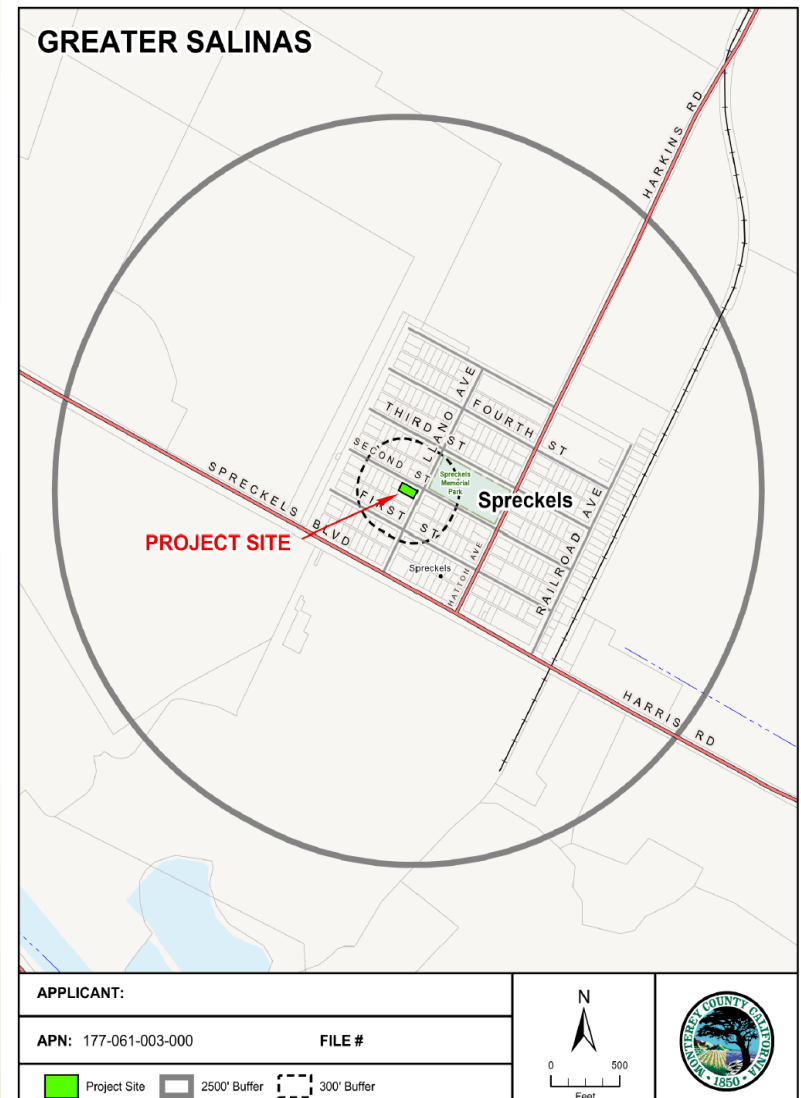 GREATER SALINAS
HARKINS RD
LLANO AVE
FOURTH ST
THIRD ST
SECOND ST
Spreckels
Memorial
Park
Spreckels
SPRECKELS BLVD
FIRST ST
PROJECT SITE
HATTON AVE
RAILROAD AVE
Spreckels
HARRIS RD
APPLICANT:
APN: 177-061-003-000 FILE #
Project Site 2500' Buffer 300' Buffer
N
0 500
Feet
MONTEREY COUNTY CALIFORNIA
1850